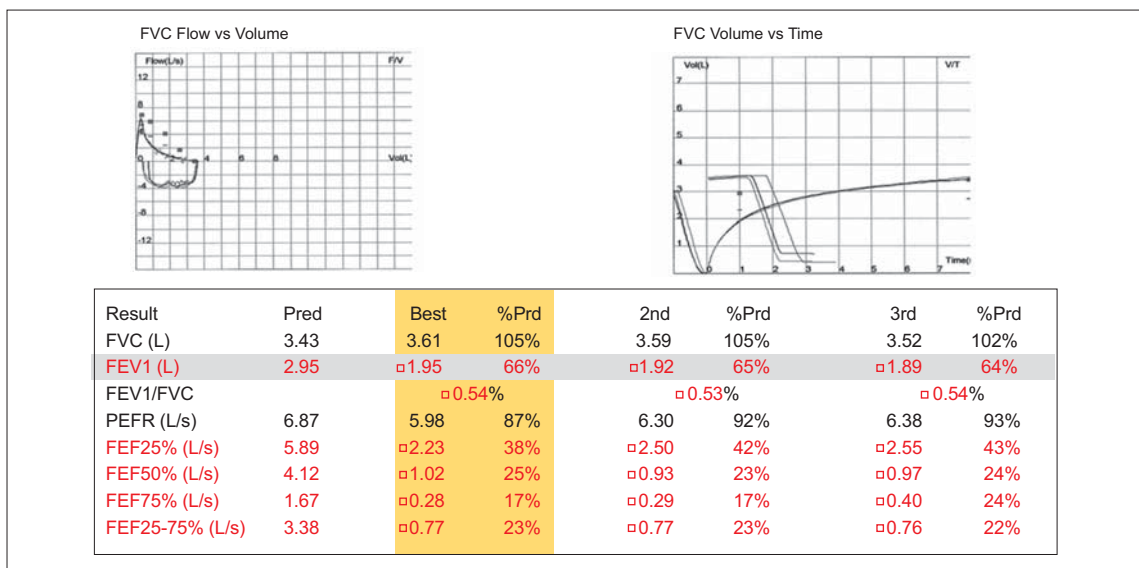 FVC Flow vs Volume
FVC Volume vs Time
Flow(L/s) F/V
12
8
4
0 2 4 6 8 Vol(L)
-4
-8
-12
Vol(L) V/T
7
6
5
4
3
2
1
0 1 2 3 4 5 6 7 Time(
Result Pred Best %Prd 2nd %Prd 3rd %Prd
FVC (L) 3.43 3.61 105% 3.59 105% 3.52 102%
FEV1 (L) 2.95 □1.95 66% □1.92 65% □1.89 64%
FEV1/FVC □0.54% □0.53% □0.54%
PEFR (L/s) 6.87 5.98 87% 6.30 92% 6.38 93%
FEF25% (L/s) 5.89 □2.23 38% □2.50 42% □2.55 43%
FEF50% (L/s) 4.12 □1.02 25% □0.93 23% □0.97 24%
FEF75% (L/s) 1.67 □0.28 17% □0.29 17% □0.40 24%
FEF25-75% (L/s) 3.38 □0.77 23% □0.77 23% □0.76 22%